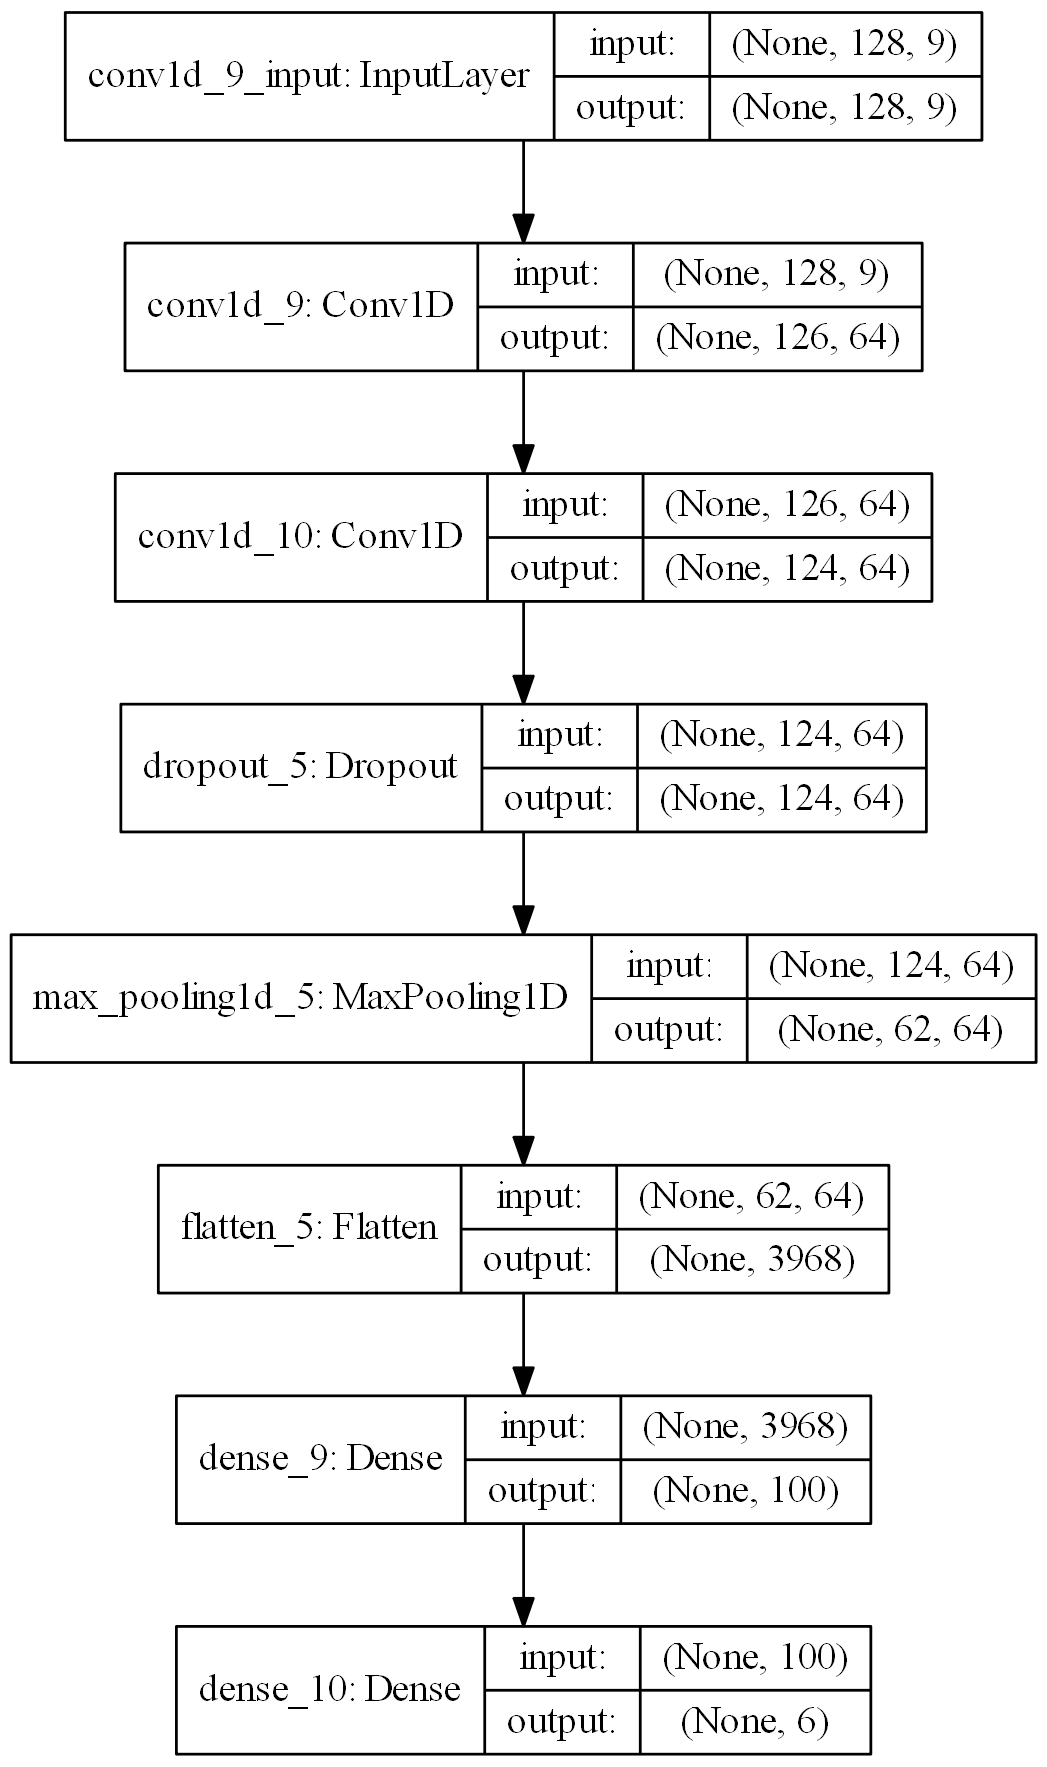 conv1d_9_input: InputLayer
input:
(None, 128, 9)
output:
(None, 128, 9)
conv1d_9: Conv1D
input:
(None, 128, 9)
output:
(None, 126, 64)
conv1d_10: Conv1D
input:
(None, 126, 64)
output:
(None, 124, 64)
dropout_5: Dropout
input:
(None, 124, 64)
output:
(None, 124, 64)
max_pooling1d_5: MaxPooling1D
input:
(None, 124, 64)
output:
(None, 62, 64)
flatten_5: Flatten
input:
(None, 62, 64)
output:
(None, 3968)
dense_9: Dense
input:
(None, 3968)
output:
(None, 100)
dense_10: Dense
input:
(None, 100)
output:
(None, 6)